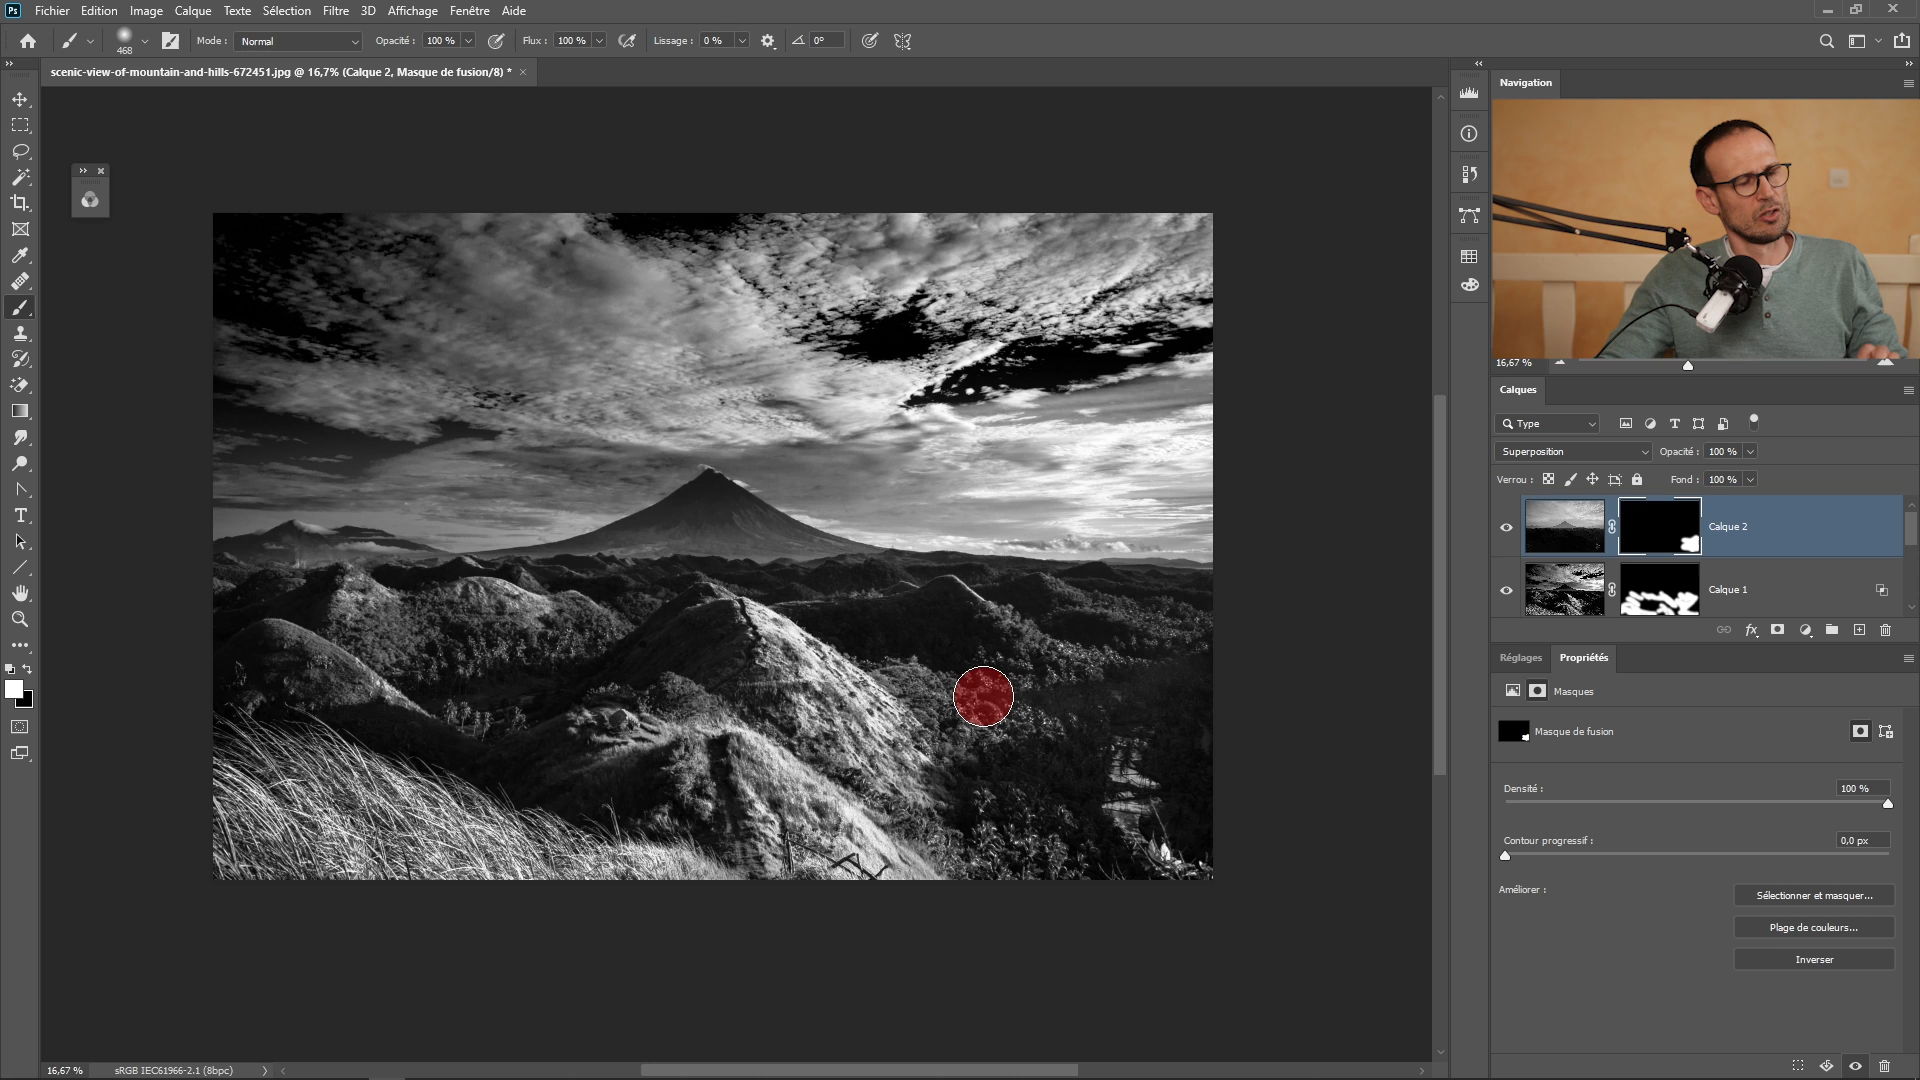 Ps Fichier Edition Image Calque Texte Sélection Filtre 3D Affichage Fenêtre Aide
468 Mode : Normal Opacité : 100 % Flux : 100 % Lissage : 0 % 0°
scenic-view-of-mountain-and-hills-672451.jpg @ 16,7% (Calque 2, Masque de fusion/8) *
Navigation
16,67 %
Calques
Type
Superposition Opacité : 100 %
Verrou : Fond : 100 %
Calque 2
Calque 1
fx
Réglages Propriétés
Masques
Masque de fusion
Densité : 100 %
Contour progressif : 0,0 px
Améliorer : Sélectionner et masquer...
Plage de couleurs...
Inverser
16,67 % sRGB IEC61966-2.1 (8bpc)